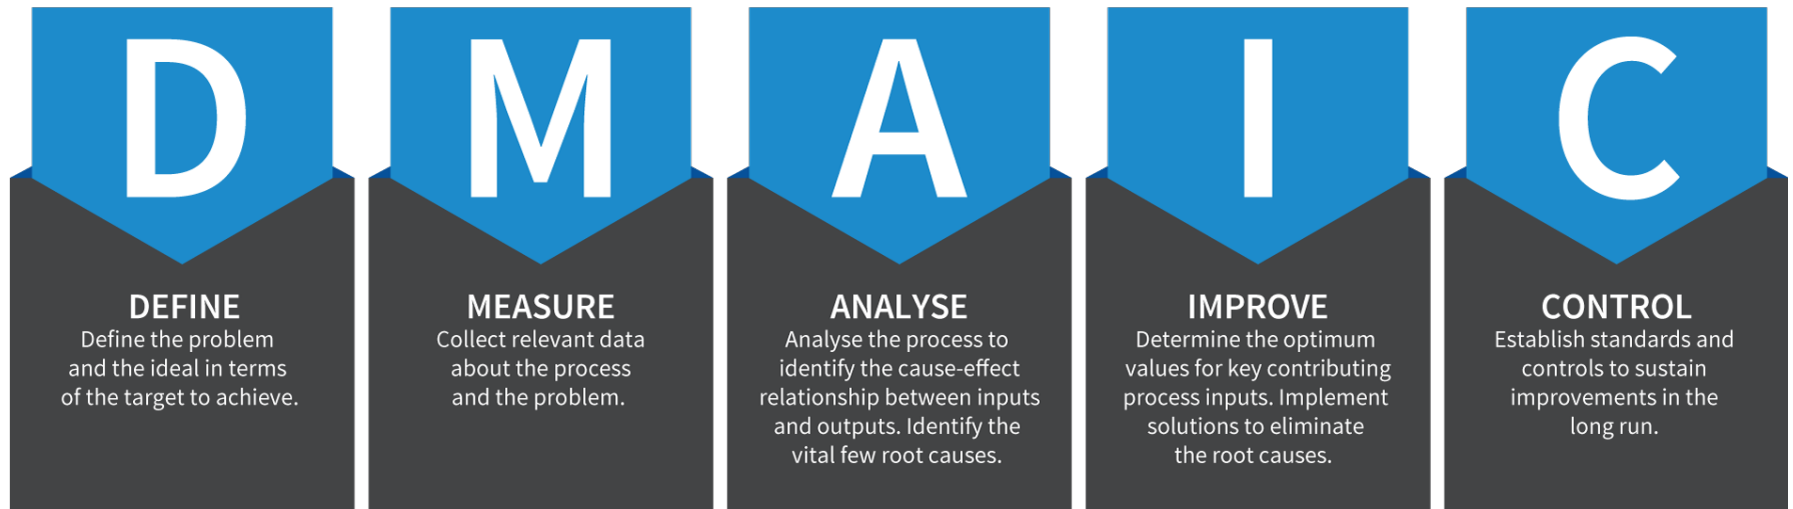 D
DEFINE
Define the problem
and the ideal in terms
of the target to achieve.
M
MEASURE
Collect relevant data
about the process
and the problem.
A
ANALYSE
Analyse the process to
identify the cause-effect
relationship between inputs
and outputs. Identify the
vital few root causes.
I
IMPROVE
Determine the optimum
values for key contributing
process inputs. Implement
solutions to eliminate
the root causes.
C
CONTROL
Establish standards and
controls to sustain
improvements in the
long run.